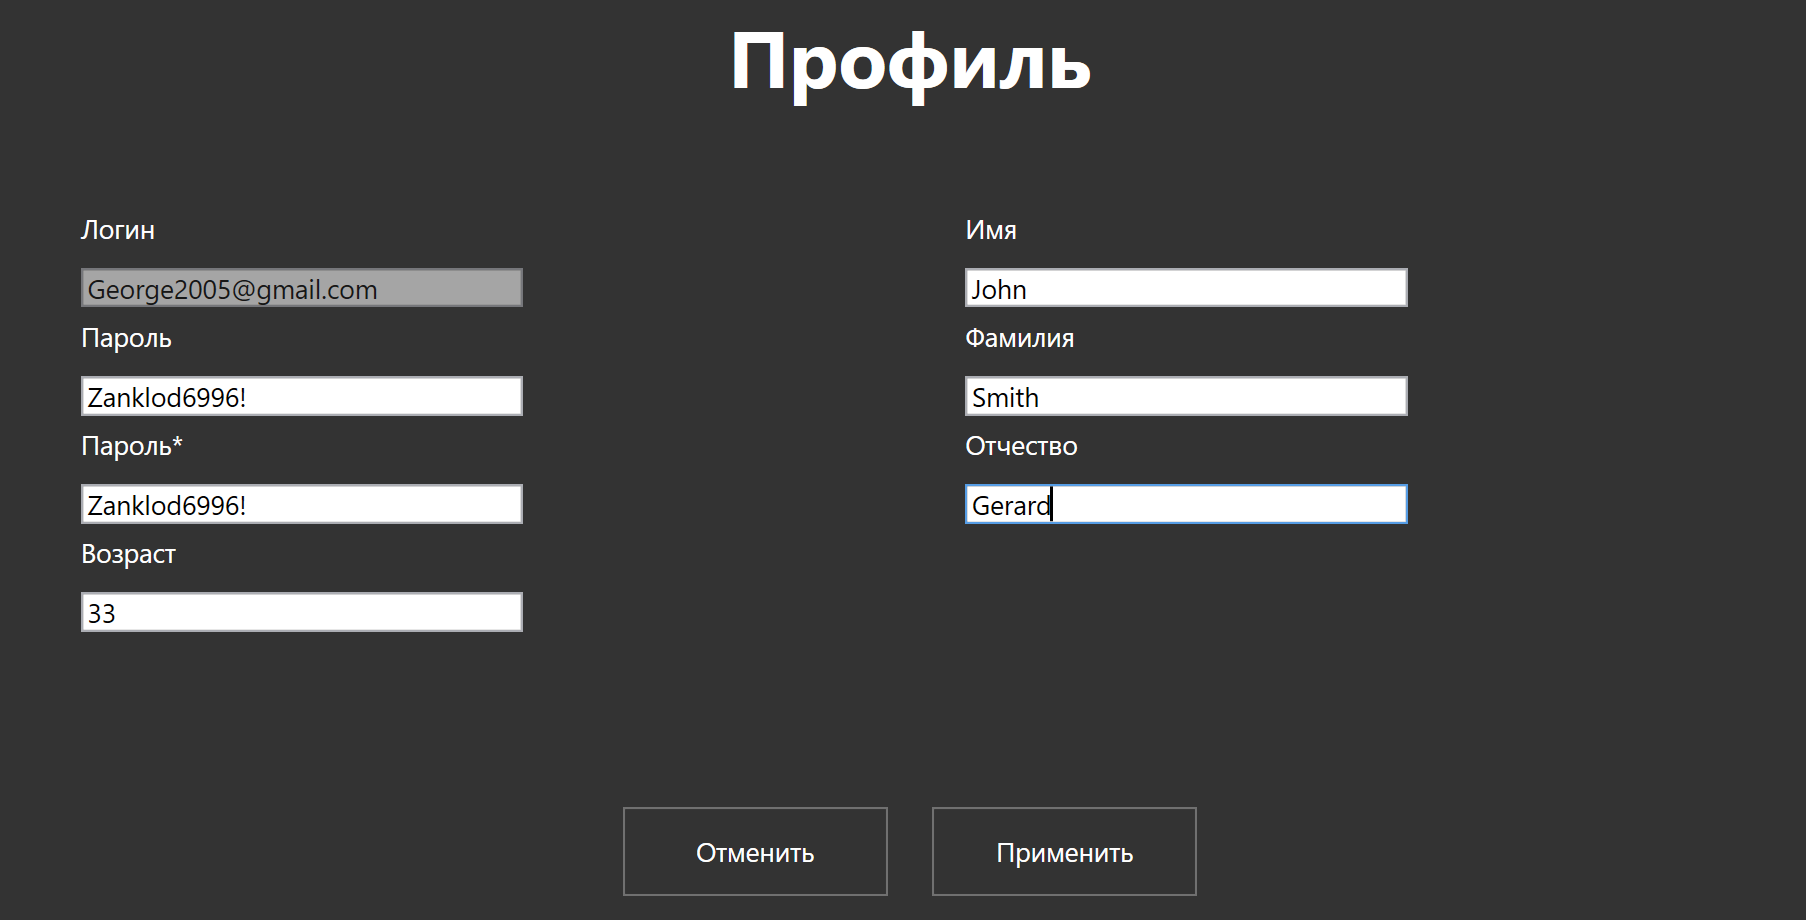 Профиль
Логин
George2005@gmail.com
Пароль
Zanklod6996!
Пароль*
Zanklod6996!
Возраст
33
Имя
John
Фамилия
Smith
Отчество
Gerard
Отменить
Применить